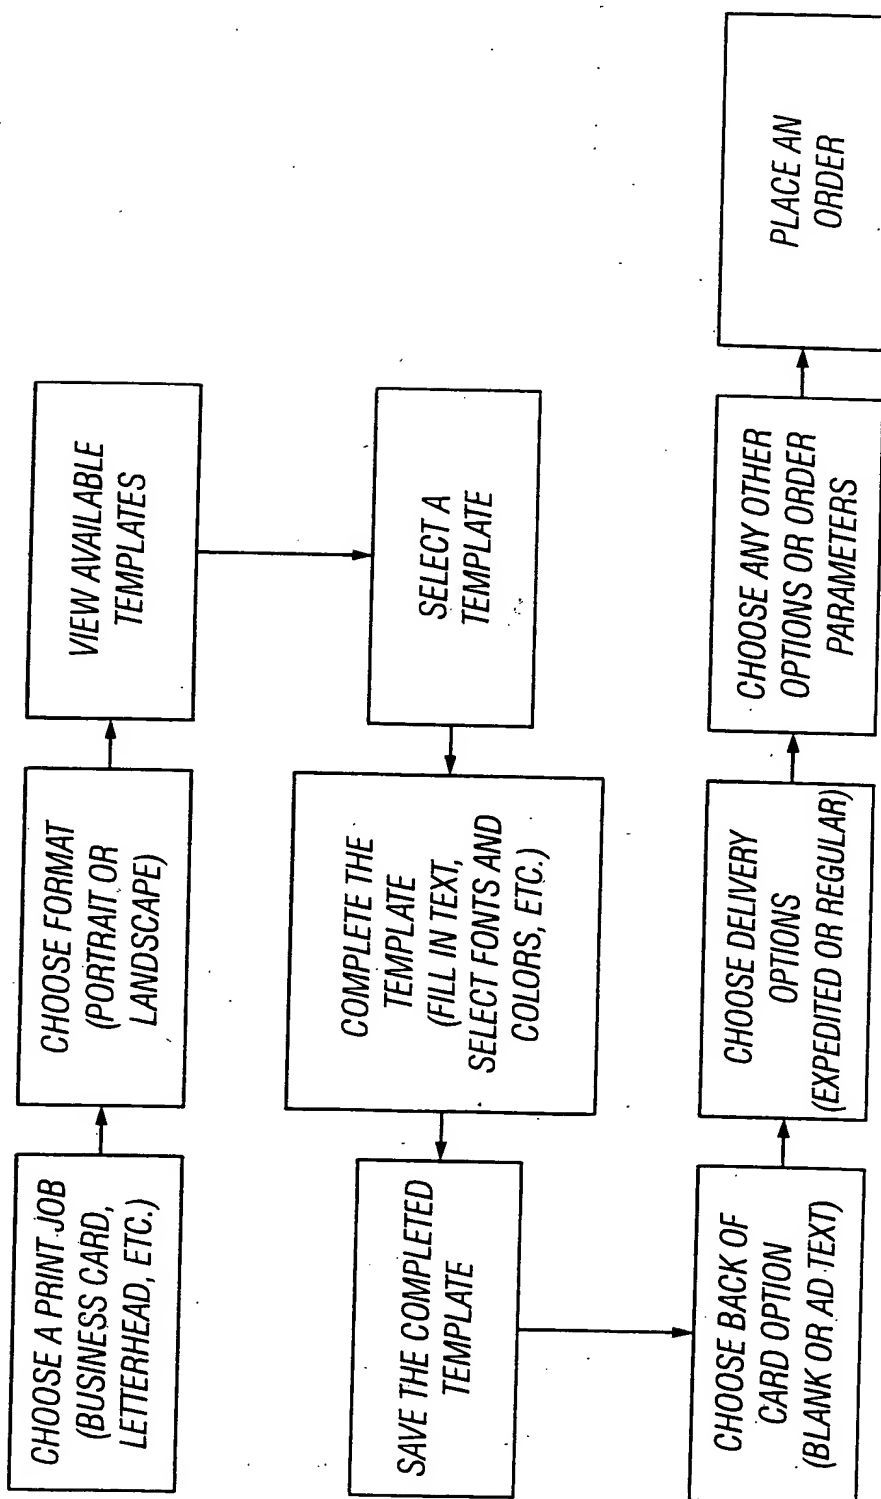 CHOOSE A PRINT JOB
(BUSINESS CARD,
LETTERHEAD, ETC.)
CHOOSE FORMAT
(PORTRAIT OR
LANDSCAPE)
VIEW AVAILABLE
TEMPLATES
SELECT A
TEMPLATE
COMPLETE THE
TEMPLATE
(FILL IN TEXT,
SELECT FONTS AND
COLORS, ETC.)
SAVE THE COMPLETED
TEMPLATE
CHOOSE BACK OF
CARD OPTION
(BLANK OR AD TEXT)
CHOOSE DELIVERY
OPTIONS
(EXPEDITED OR REGULAR)
CHOOSE ANY OTHER
OPTIONS OR ORDER
PARAMETERS
PLACE AN
ORDER